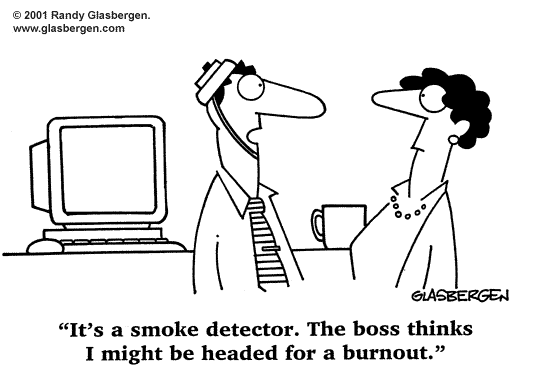 © 2001 Randy Glasbergen.
www.glasbergen.com
GLASBERGEN
“It’s a smoke detector. The boss thinks
I might be headed for a burnout.”